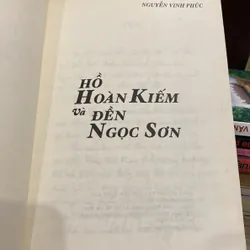 NGUYỄN VINH PHÚC
HỒ
HOÀN KIẾM
Và ĐỀN
NGỌC SƠN